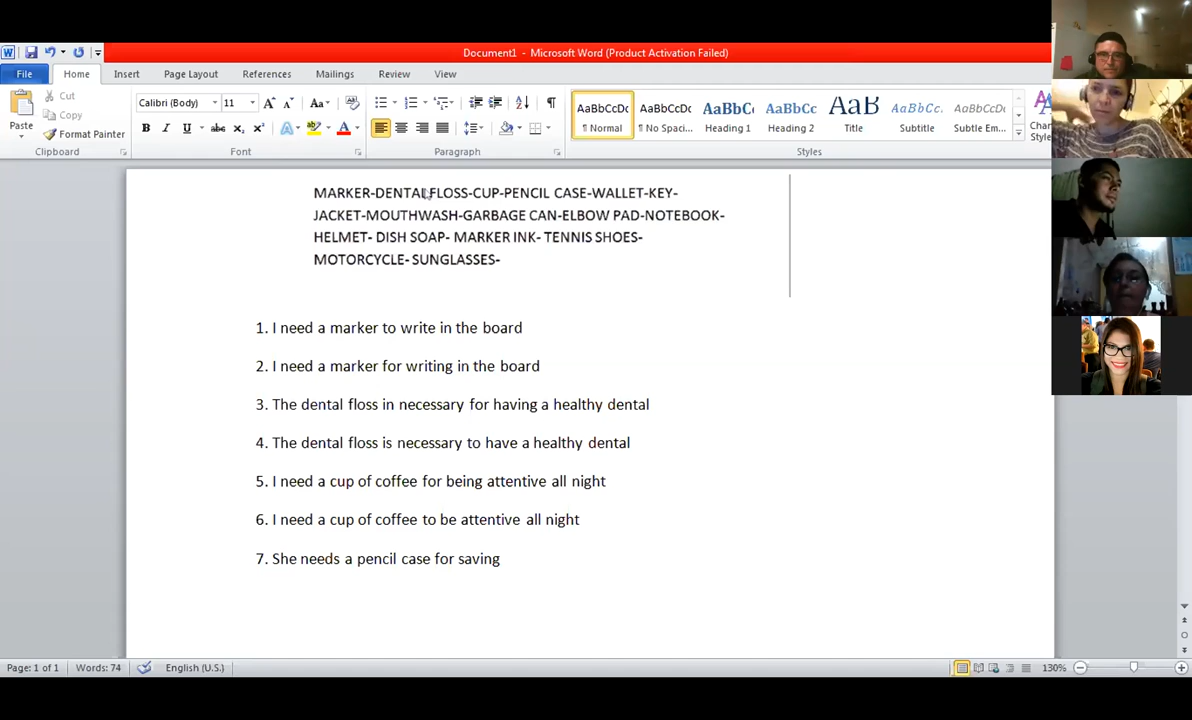 Document1 - Microsoft Word (Product Activation Failed)
File Home Insert Page Layout References Mailings Review View
Paste Cut Copy Format Painter
Calibri (Body) 11
AaBbCcDc AaBbCcDc AaBbC AaBbCc AaB AaBbCc. AaBbCcDc
¶ Normal ¶ No Spaci... Heading 1 Heading 2 Title Subtitle Subtle Em...
Clipboard Font Paragraph Styles
MARKER-DENTAL FLOSS-CUP-PENCIL CASE-WALLET-KEY-
JACKET-MOUTHWASH-GARBAGE CAN-ELBOW PAD-NOTEBOOK-
HELMET- DISH SOAP- MARKER INK- TENNIS SHOES-
MOTORCYCLE- SUNGLASSES-
1. I need a marker to write in the board
2. I need a marker for writing in the board
3. The dental floss in necessary for having a healthy dental
4. The dental floss is necessary to have a healthy dental
5. I need a cup of coffee for being attentive all night
6. I need a cup of coffee to be attentive all night
7. She needs a pencil case for saving
Page: 1 of 1 Words: 74 English (U.S.) 130%